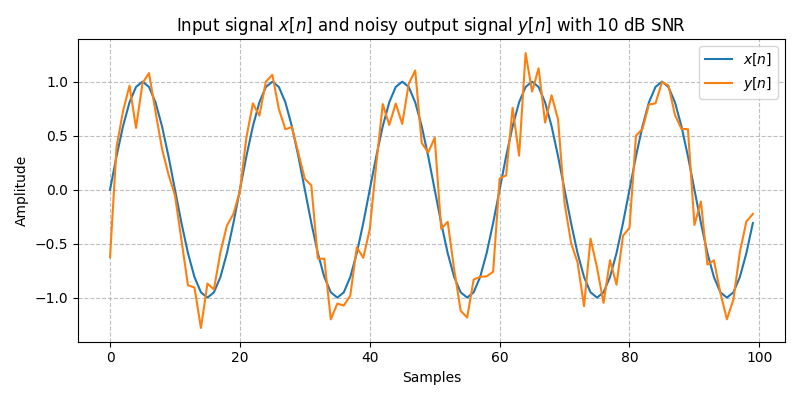 Input signal x[n] and noisy output signal y[n] with 10 dB SNR
x[n]
y[n]
Amplitude
1.0
0.5
0.0
−0.5
−1.0
0 20 40 60 80 100
Samples